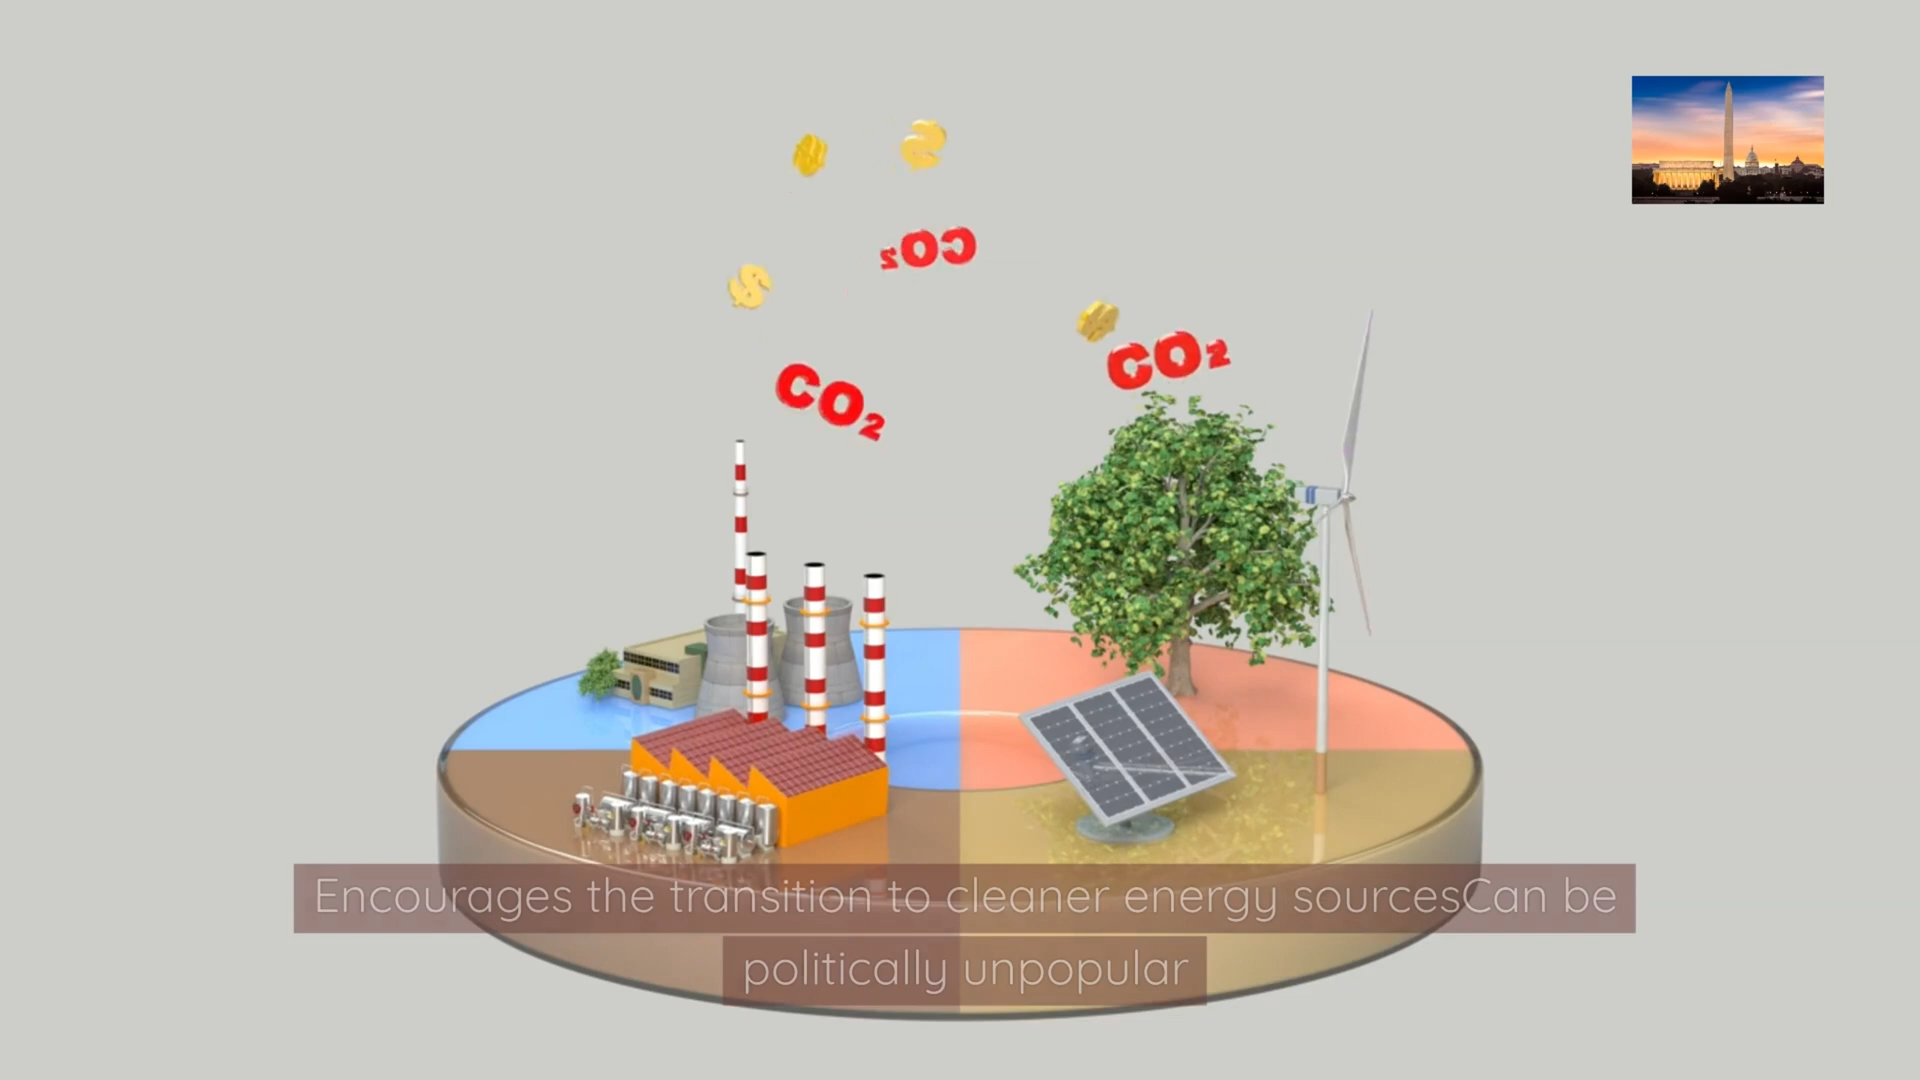 $
CO₂
$
CO₂
CO₂
Encourages the transition to cleaner energy sourcesCan be
politically unpopular